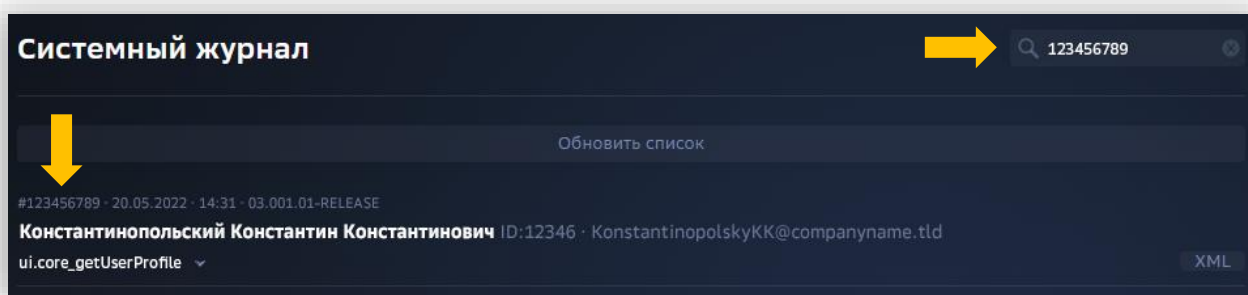 Системный журнал
123456789
Обновить список
#123456789 · 20.05.2022 · 14:31 · 03.001.01-RELEASE
Константинопольский Константин Константинович ID:12346 · KonstantinopolskyKK@companyname.tld
ui.core_getUserProfile
XML